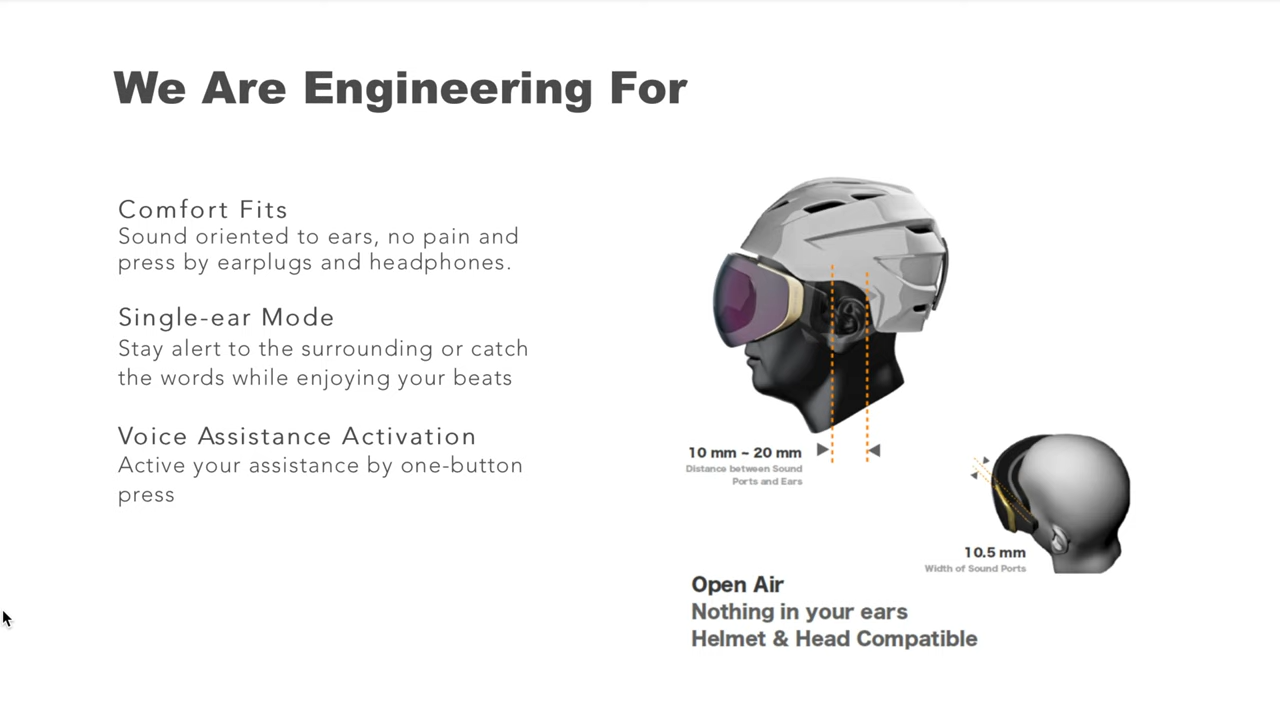 We Are Engineering For
Comfort Fits
Sound oriented to ears, no pain and
press by earplugs and headphones.
Single-ear Mode
Stay alert to the surrounding or catch
the words while enjoying your beats
Voice Assistance Activation
Active your assistance by one-button
press
10 mm ~ 20 mm
Distance between Sound
Ports and Ears
10.5 mm
Width of Sound Ports
Open Air
Nothing in your ears
Helmet & Head Compatible